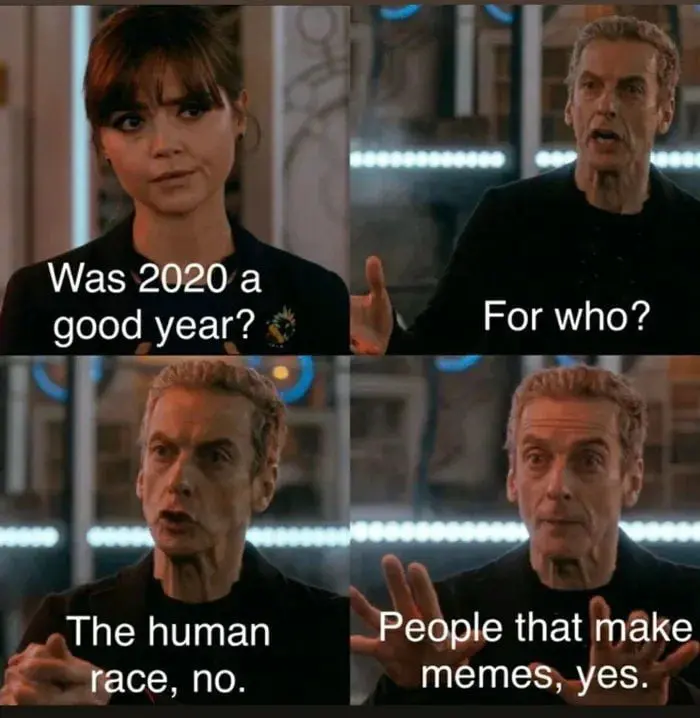 Was 2020 a
good year?
For who?
The human
race, no.
People that make
memes, yes.